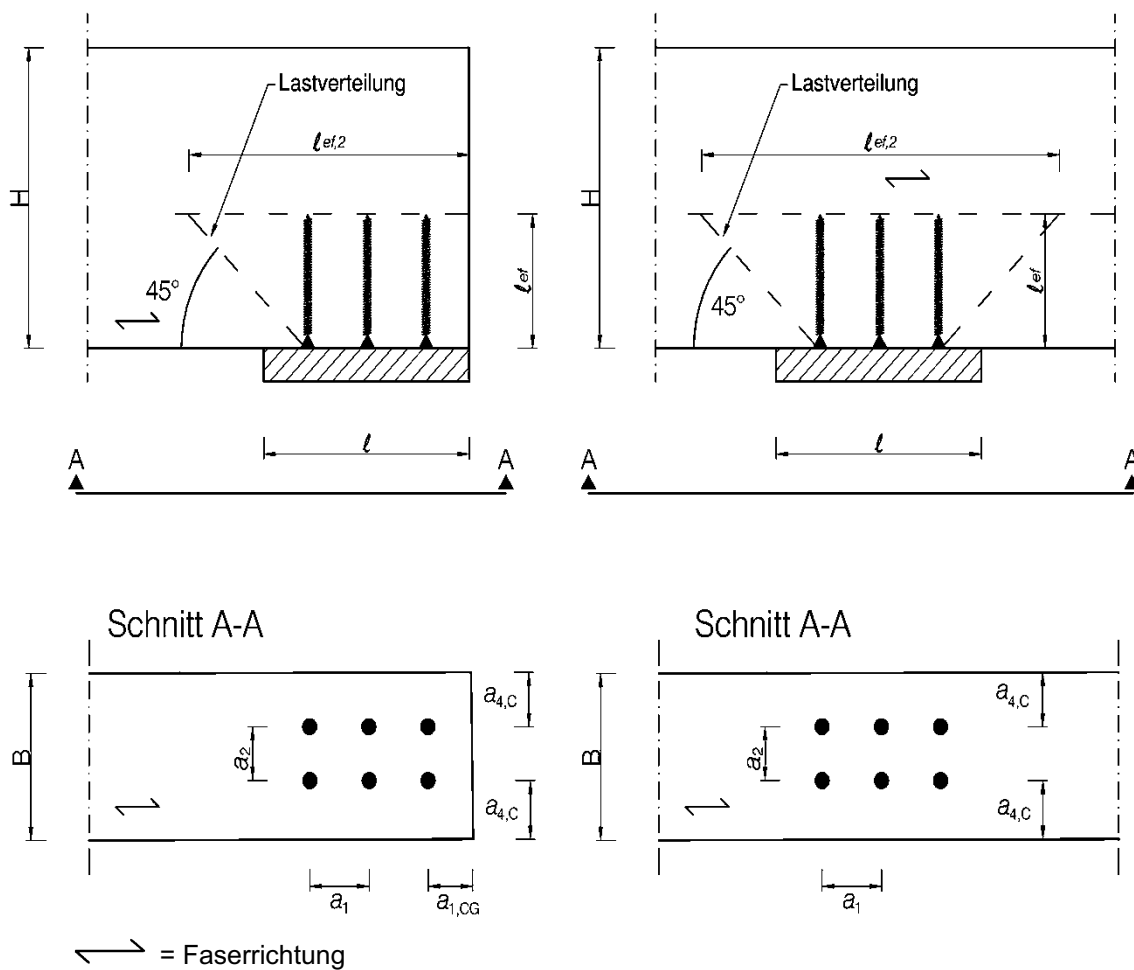 Lastverteilung
ℓef,2
H
45°
ℓef
ℓ
A A
Schnitt A-A
a4,C
B
a2
a4,C
a1
a1,CG
= Faserrichtung
Lastverteilung
ℓef,2
H
45°
ℓef
ℓ
A A
Schnitt A-A
a4,C
B
a4,C
a1